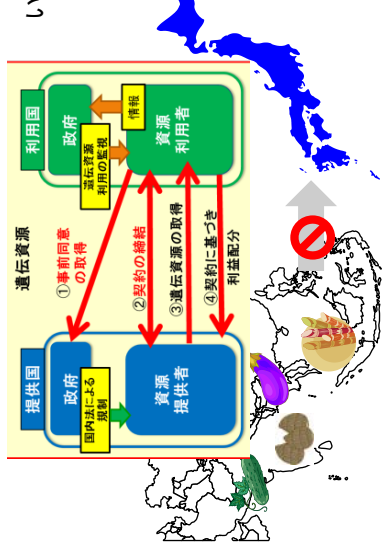 い
遺伝資源
提供国
政府
国内法による
規制
資源
提供者
①事前同意
の取得
②契約の締結
③遺伝資源の取得
④契約に基づき
利益配分
利用国
政府
遺伝資源
利用の監視
情報
資源
利用者